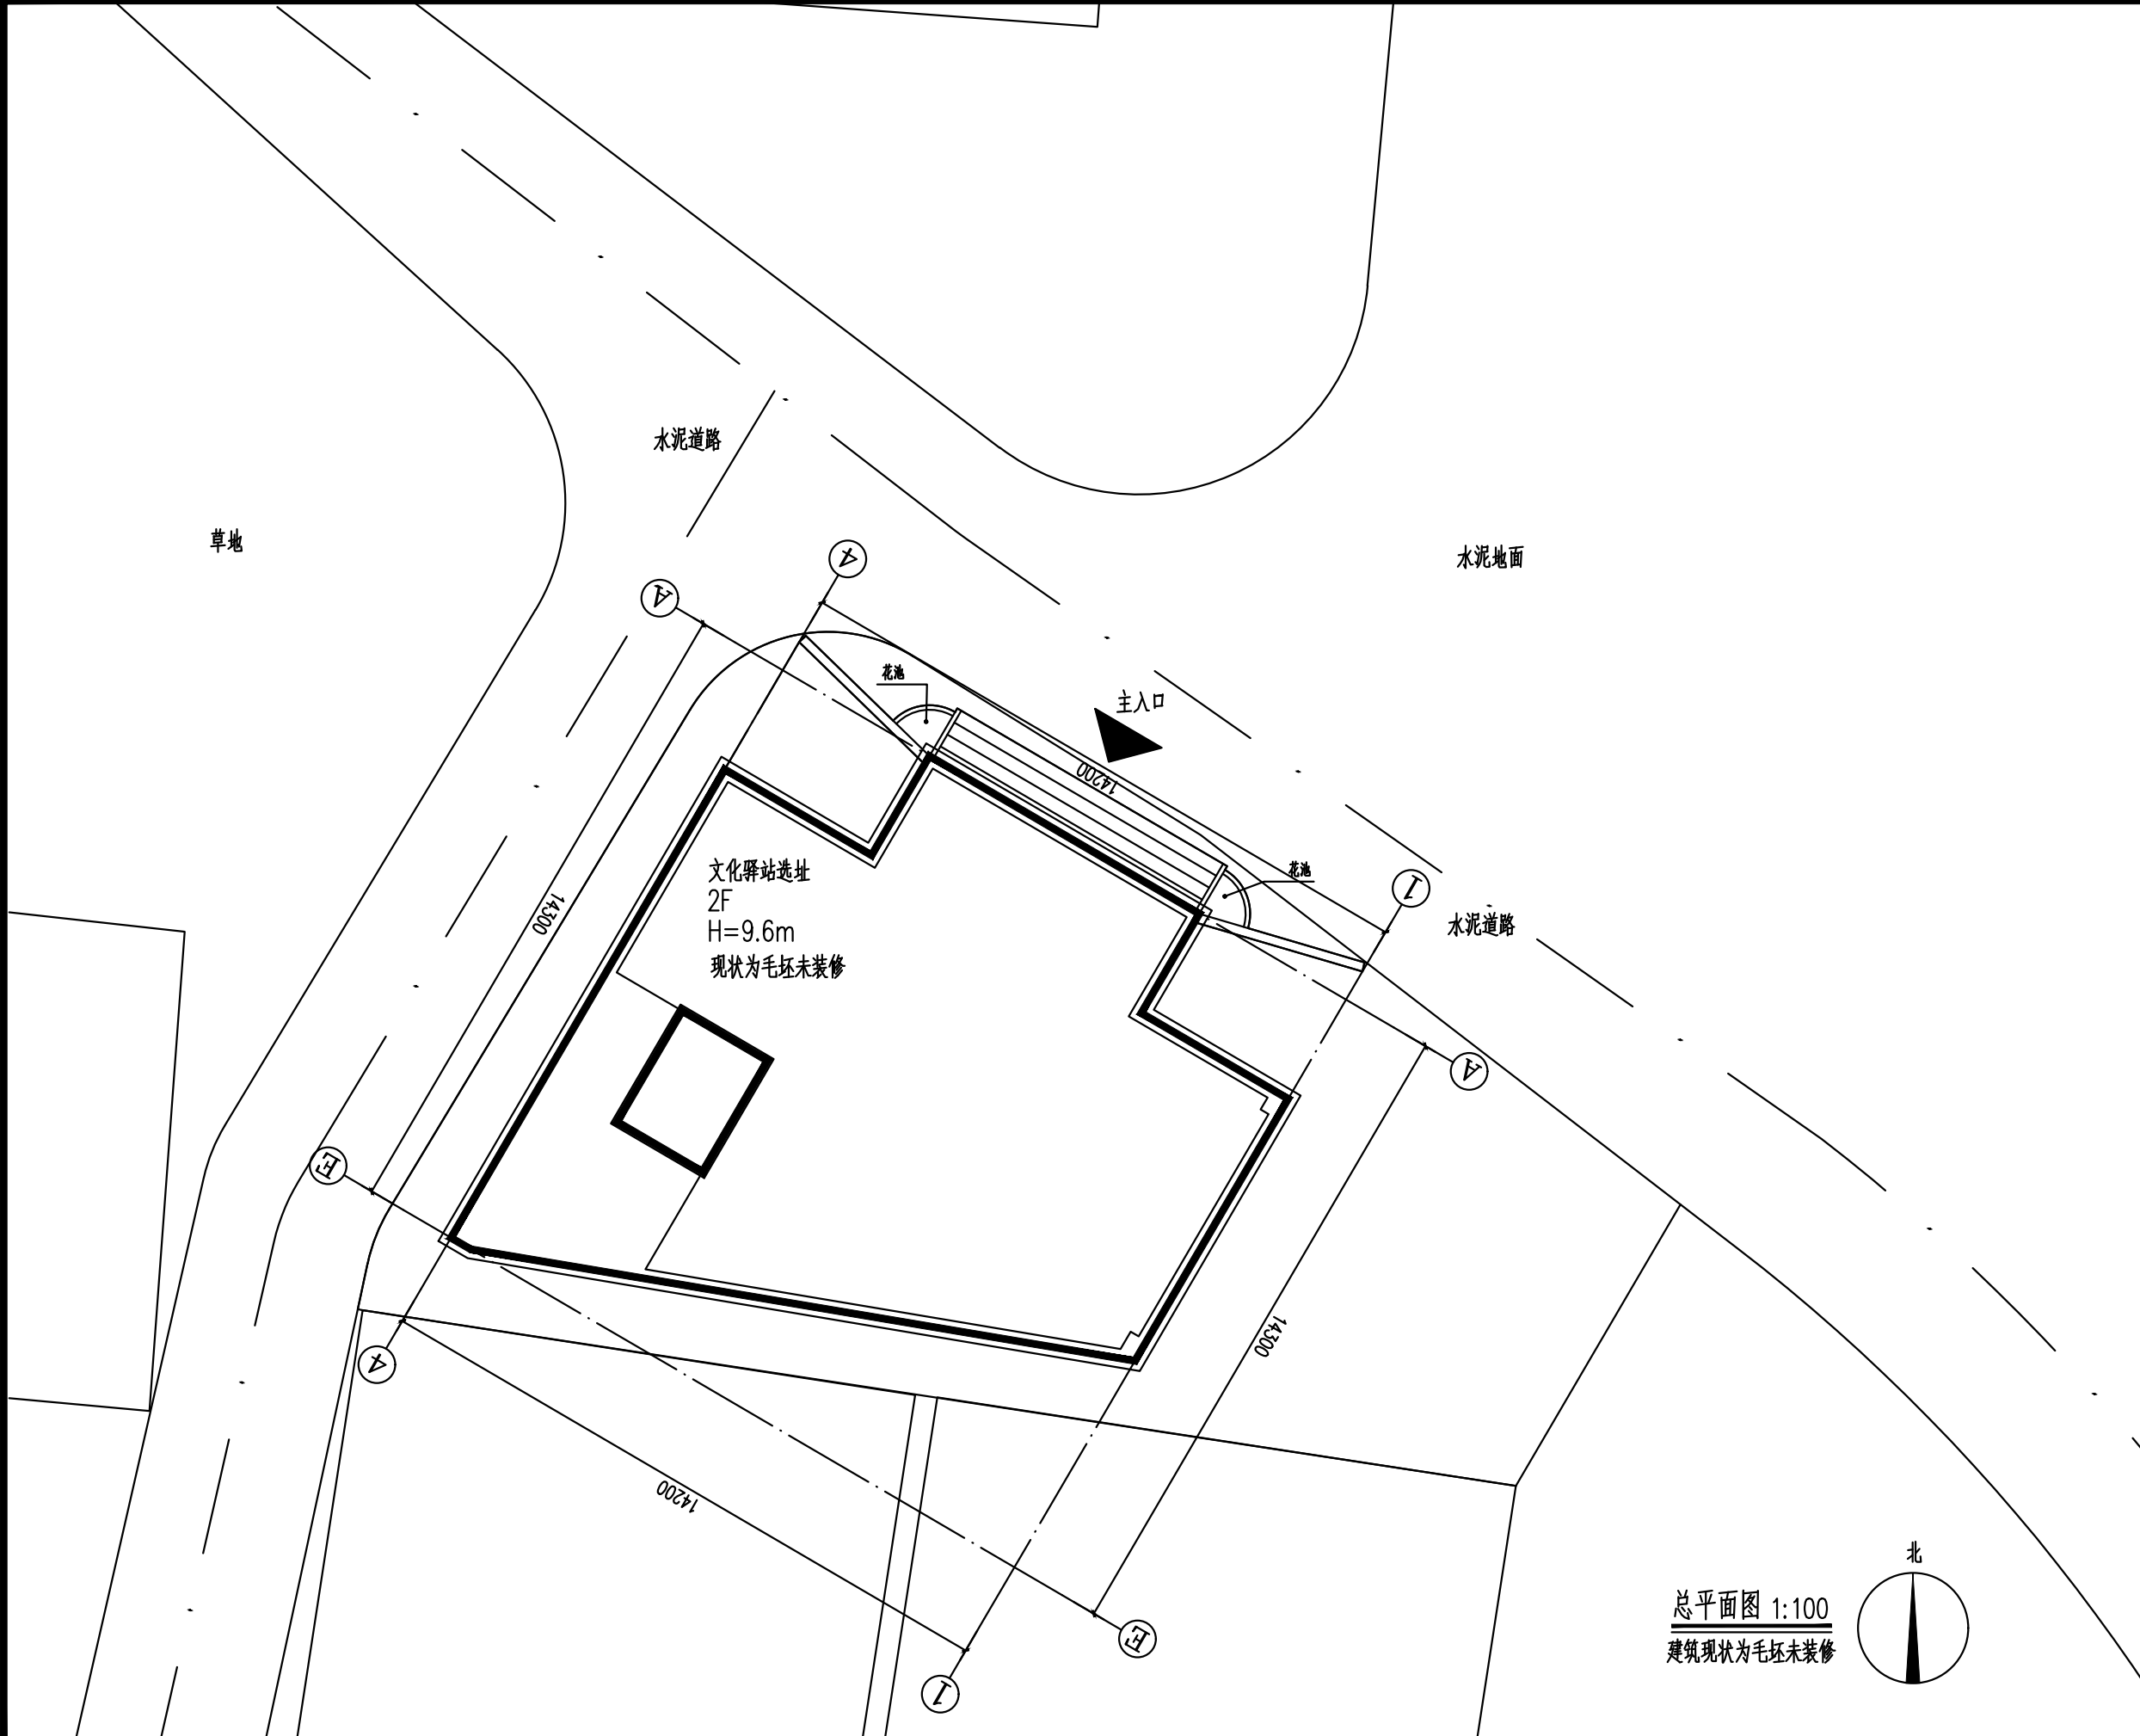 水泥道路
草地
水泥地面
4
A
花池
主入口
14200
文化驿站选址
2F
H=9.6m
现状为毛坯未装修
花池
1
水泥道路
14300
A
E
14300
4
14200
E
1
北
总平面图 1:100
建筑现状为毛坯未装修